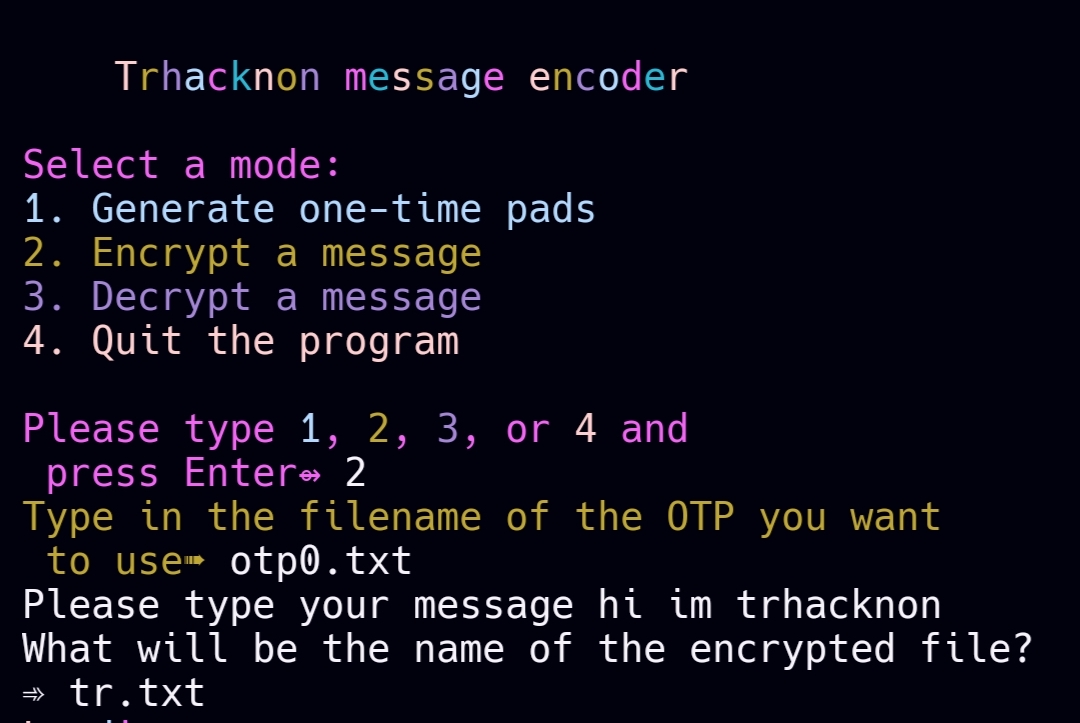 Trhacknon message encoder
Select a mode:
1. Generate one-time pads
2. Encrypt a message
3. Decrypt a message
4. Quit the program
Please type 1, 2, 3, or 4 and
press Enter⇴ 2
Type in the filename of the OTP you want
to use➠ otp0.txt
Please type your message hi im trhacknon
What will be the name of the encrypted file?
➾ tr.txt